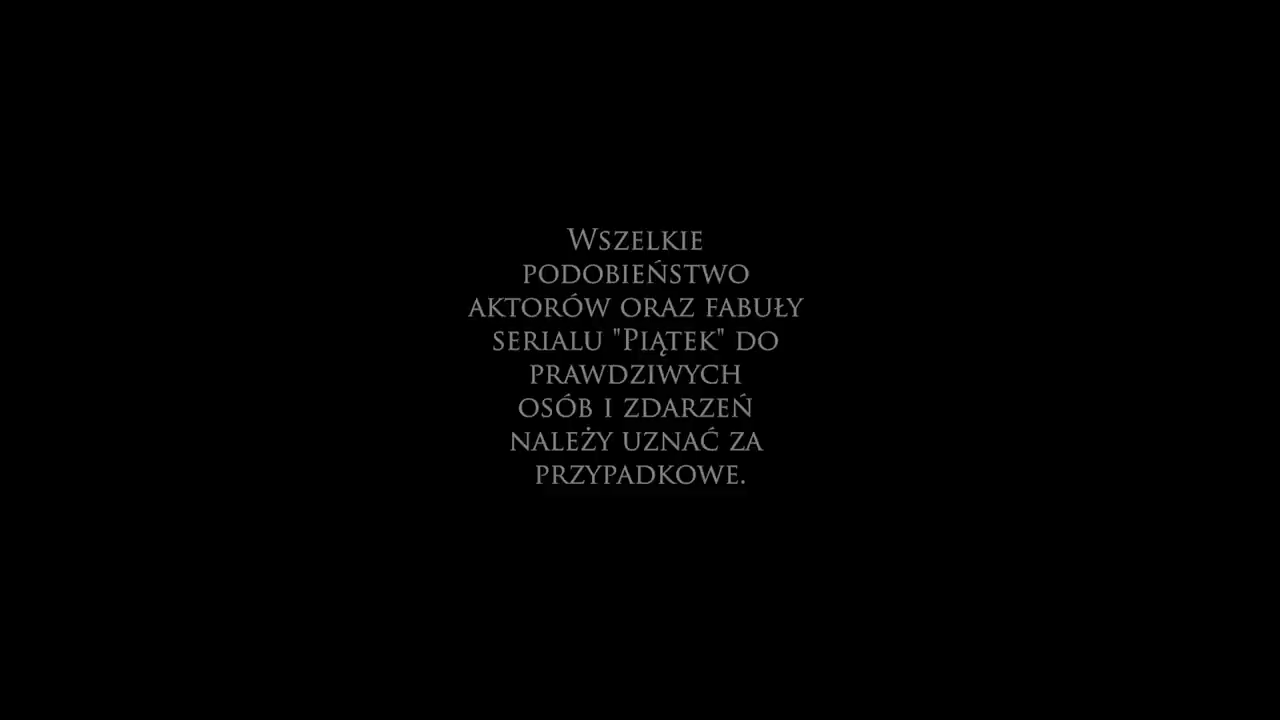 Wszelkie
podobieństwo
aktorów oraz fabuły
serialu "Piątek" do
prawdziwych
osób i zdarzeń
należy uznać za
przypadkowe.